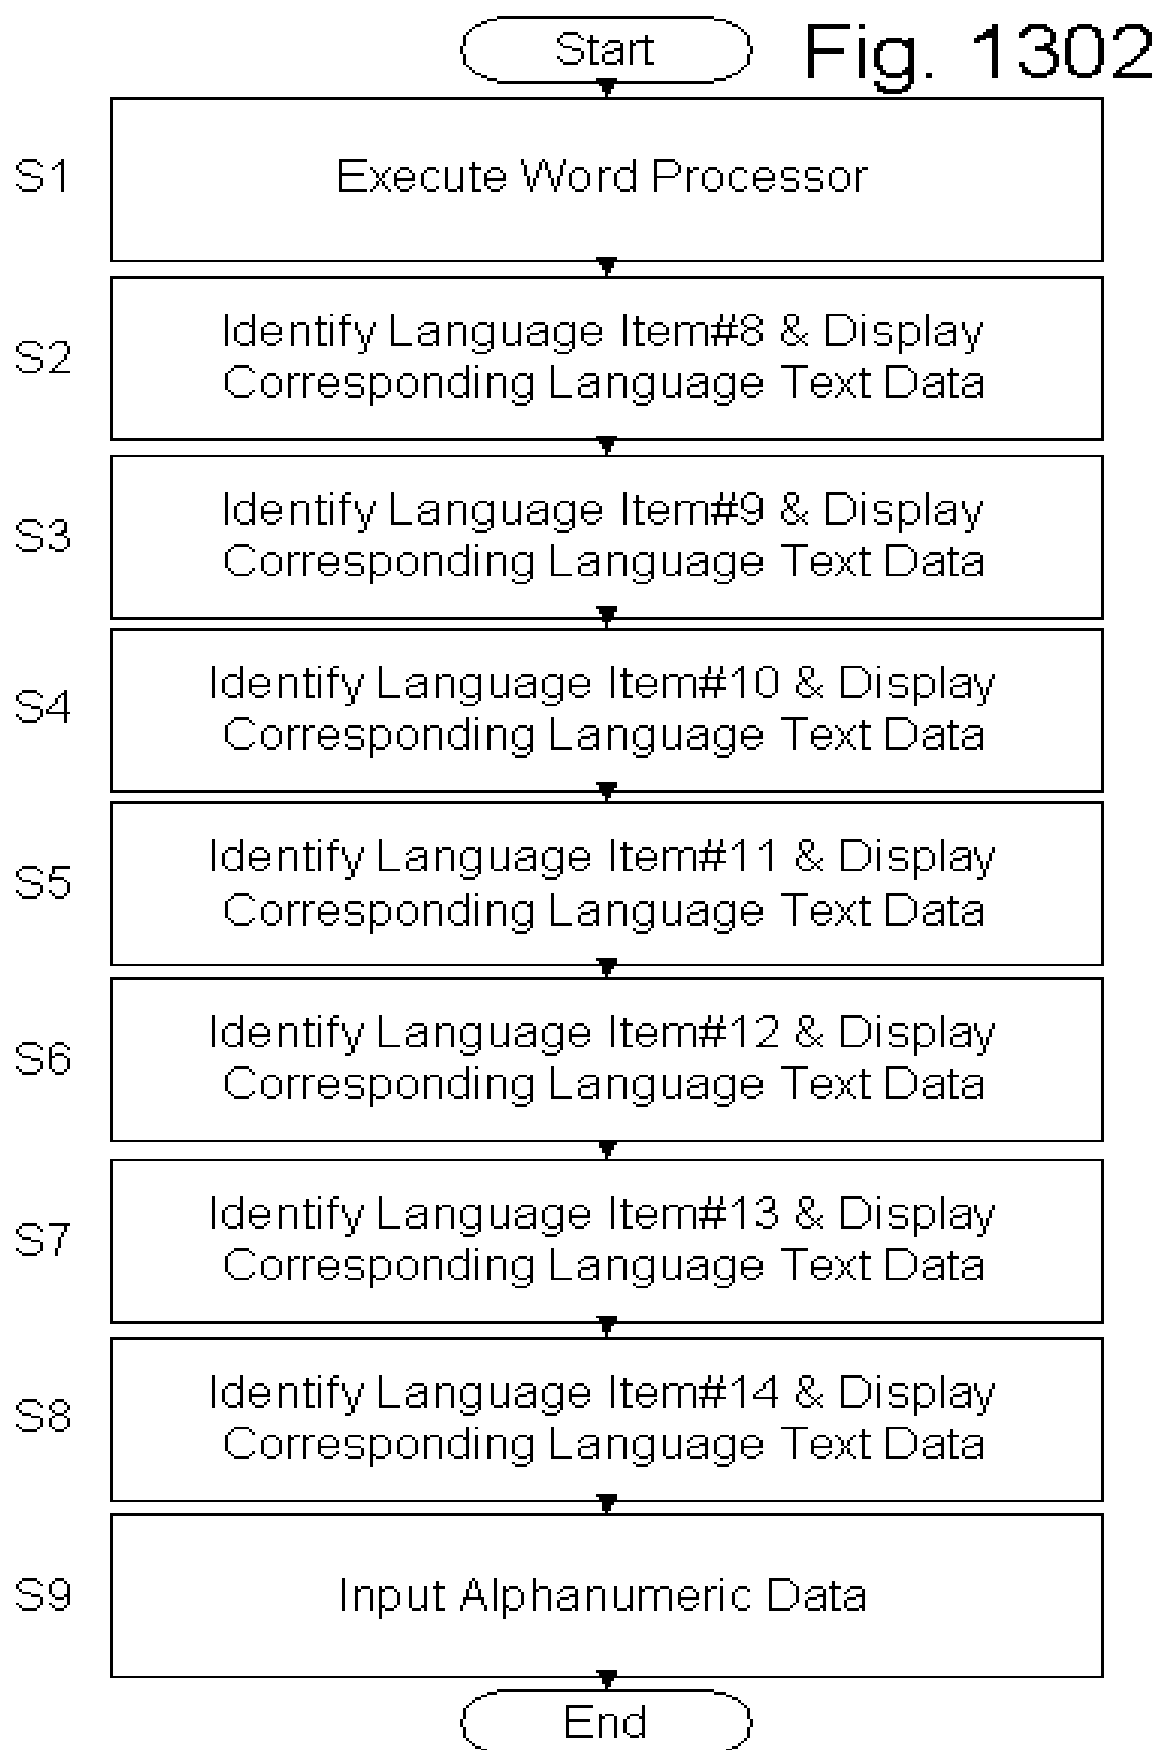 Start
Fig. 1302
S1
Execute Word Processor
S2
Identify Language Item#8 & Display
Corresponding Language Text Data
S3
Identify Language Item#9 & Display
Corresponding Language Text Data
S4
Identify Language Item#10 & Display
Corresponding Language Text Data
S5
Identify Language Item#11 & Display
Corresponding Language Text Data
S6
Identify Language Item#12 & Display
Corresponding Language Text Data
S7
Identify Language Item#13 & Display
Corresponding Language Text Data
S8
Identify Language Item#14 & Display
Corresponding Language Text Data
S9
Input Alphanumeric Data
End